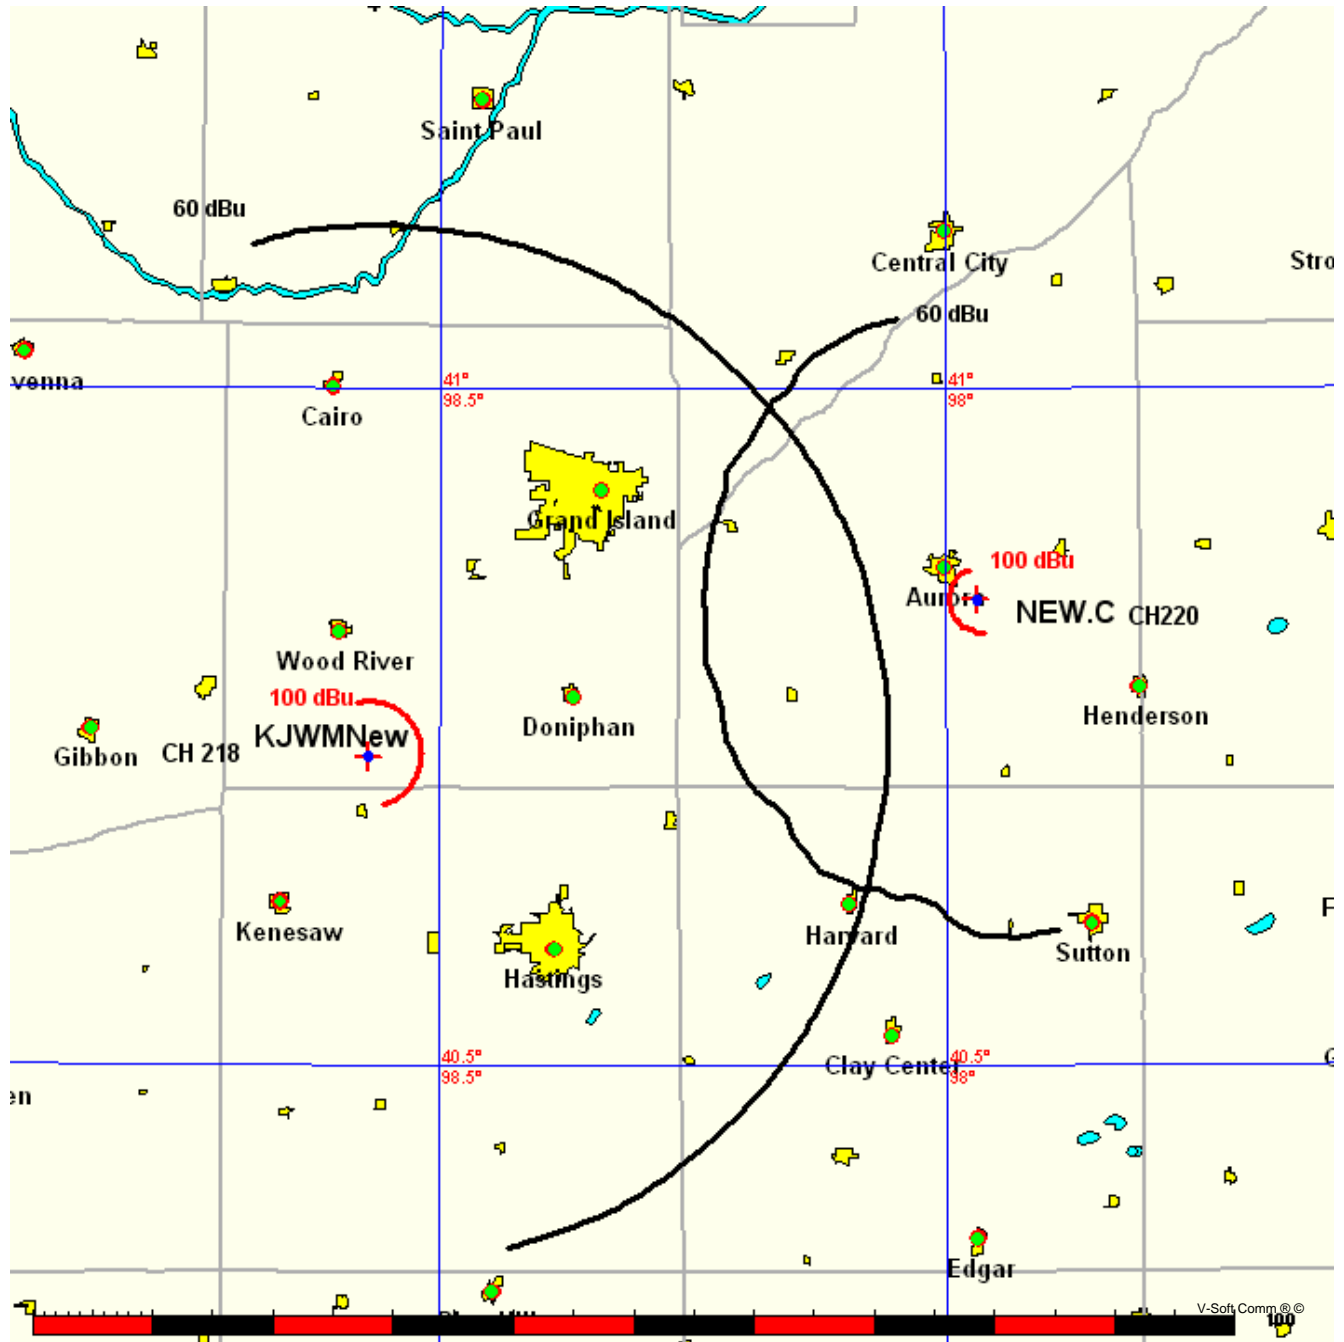 Saint Paul
60 dBu
Central City
Stro
60 dBu
venna
41°
98.5°
41°
98°
Cairo
Grand Island
100 dBu
Aurora
NEW.C CH220
Wood River
100 dBu
Henderson
Doniphan
KJWMNew
Gibbon
CH 218
Kenesaw
Harvard
Sutton
Hastings
40.5°
98.5°
40.5°
98°
Clay Center
en
Edgar
V-Soft Comm ® ©
100